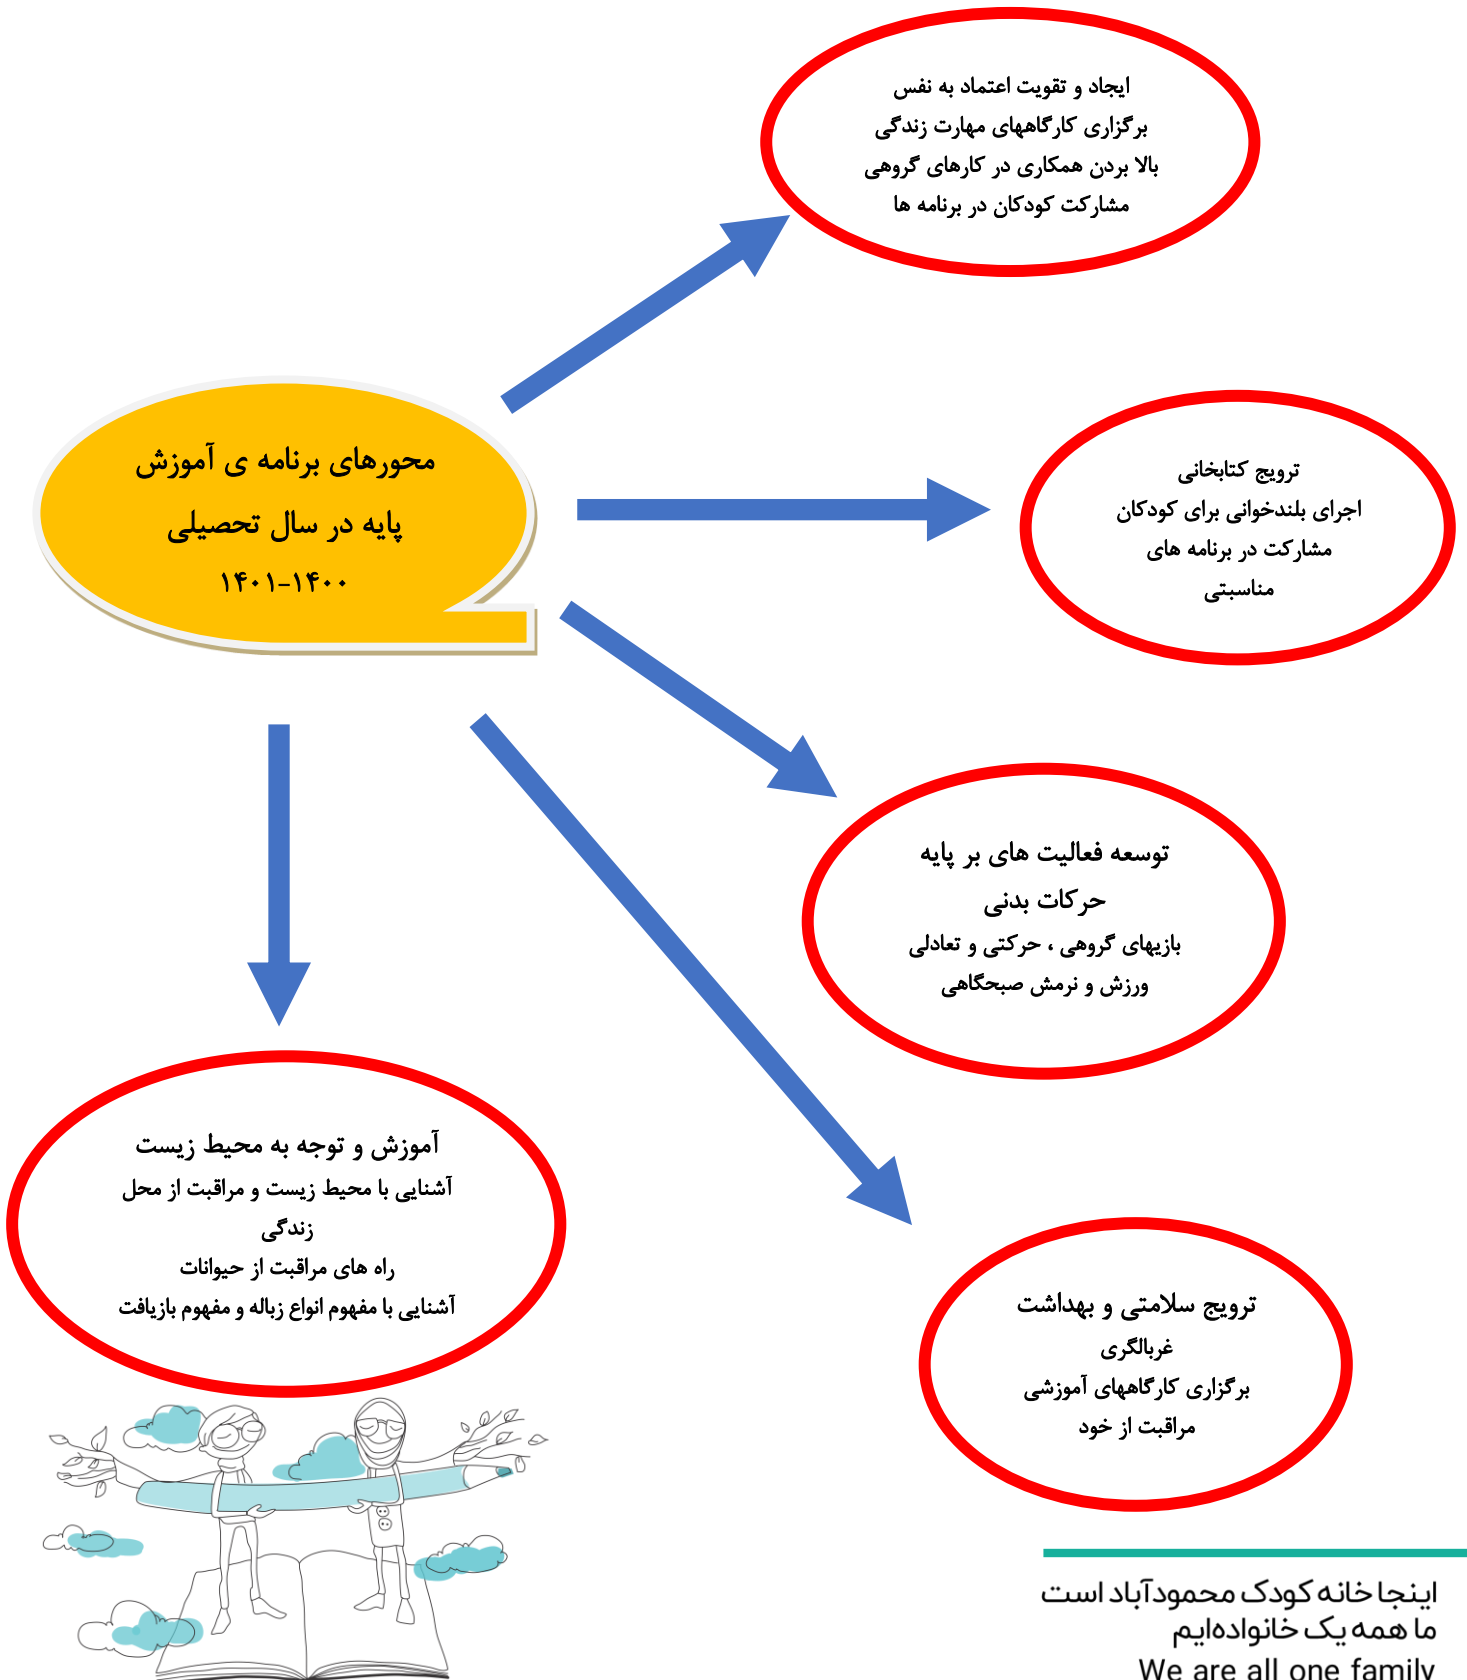 ایجاد و تقویت اعتماد به نفس
برگزاری کارگاههای مهارت زندگی
بالا بردن همکاری در کارهای گروهی
مشارکت کودکان در برنامه ها
محورهای برنامه ی آموزش
پایه در سال تحصیلی
۱۴۰۱-۱۴۰۰
ترویج کتابخانی
اجرای بلندخوانی برای کودکان
مشارکت در برنامه های
مناسبتی
توسعه فعالیت های بر پایه
حرکات بدنی
بازیهای گروهی ، حرکتی و تعادلی
ورزش و نرمش صبحگاهی
آموزش و توجه به محیط زیست
آشنایی با محیط زیست و مراقبت از محل
زندگی
راه های مراقبت از حیوانات
آشنایی با مفهوم انواع زباله و مفهوم بازیافت
ترویج سلامتی و بهداشت
غربالگری
برگزاری کارگاههای آموزشی
مراقبت از خود
اینجا خانه کودک محمودآباد است
ما همه یک خانواده‌ایم
We are all one family